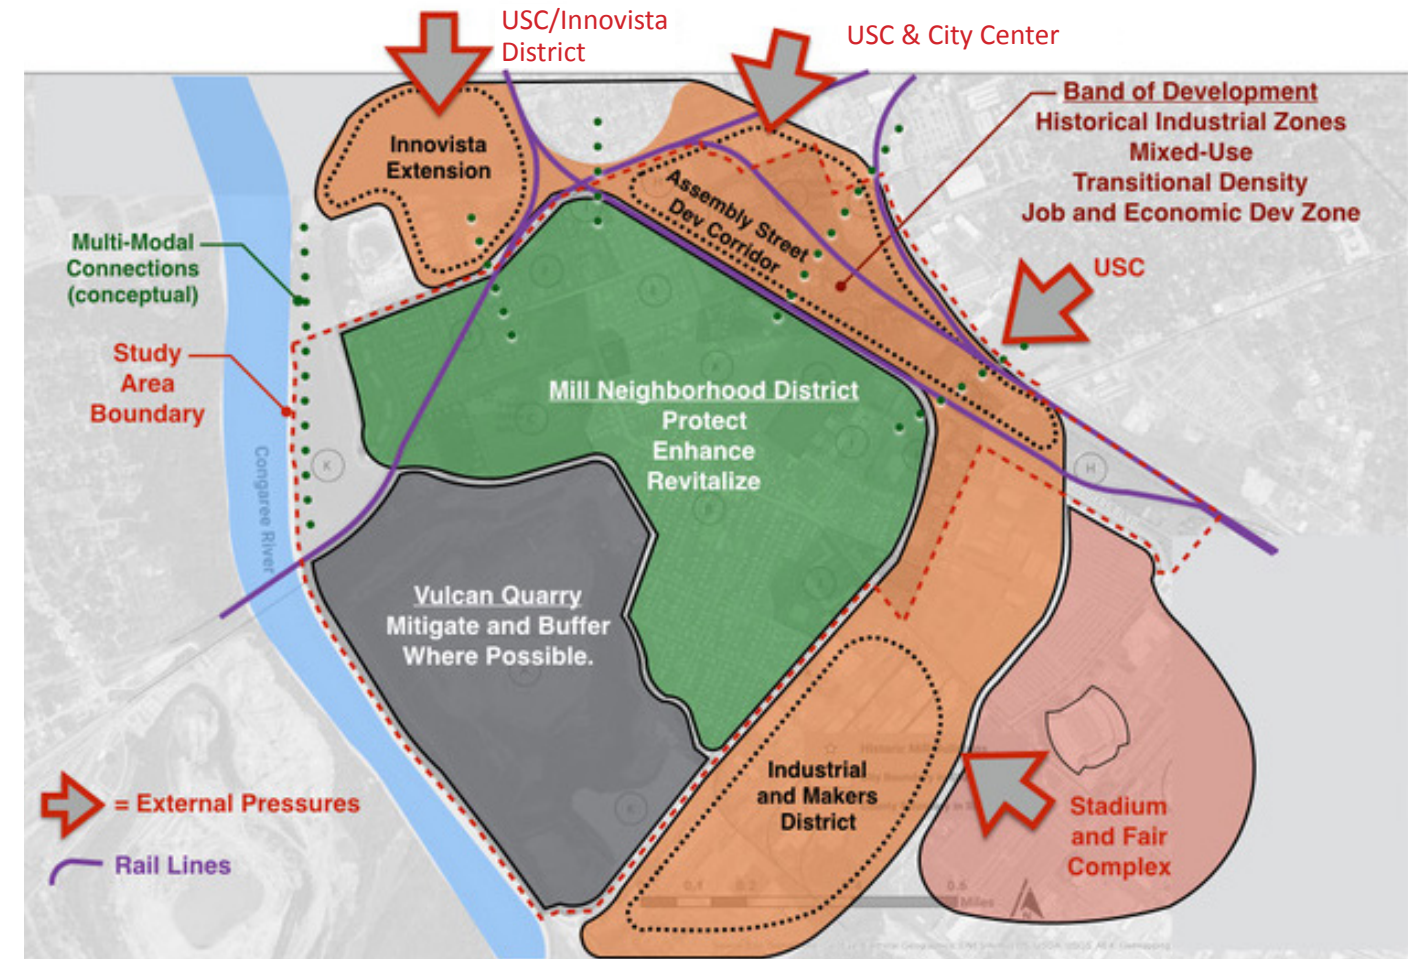 USC/Innovista
District
USC & City Center
Band of Development
Historical Industrial Zones
Mixed-Use
Transitional Density
Job and Economic Dev Zone
Innovista
Extension
Assembly Street
Dev Corridor
Multi-Modal
Connections
(conceptual)
USC
Study
Area
Boundary
Mill Neighborhood District
Protect
Enhance
Revitalize
K
H
Congaree River
Vulcan Quarry
Mitigate and Buffer
Where Possible.
Industrial
and Makers
District
= External Pressures
Rail Lines
Stadium
and Fair
Complex
0.6
Miles
N